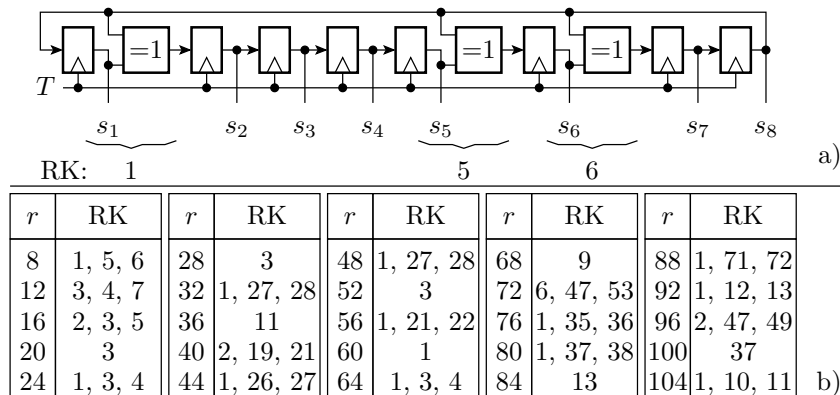 =1 =1 =1
T
s1 s2 s3 s4 s5 s6 s7 s8
RK: 1 5 6 a)
r RK r RK r RK r RK r RK
8 1, 5, 6 28 3 48 1, 27, 28 68 9 88 1, 71, 72
12 3, 4, 7 32 1, 27, 28 52 3 72 6, 47, 53 92 1, 12, 13
16 2, 3, 5 36 11 56 1, 21, 22 76 1, 35, 36 96 2, 47, 49
20 3 40 2, 19, 21 60 1 80 1, 37, 38 100 37
24 1, 3, 4 44 1, 26, 27 64 1, 3, 4 84 13 104 1, 10, 11 b)